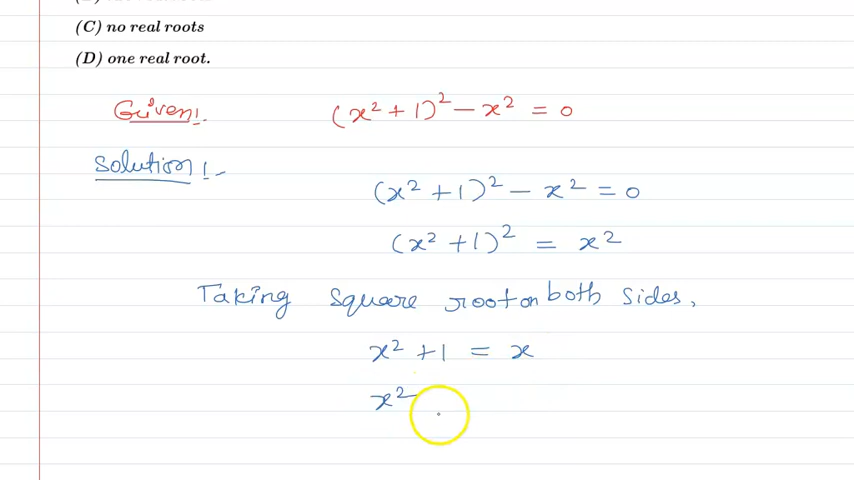 (C) no real roots
(D) one real root.
Given:
(x² + 1)² - x² = 0
Solution:-
(x² + 1)² - x² = 0
(x² + 1)² = x²
Taking square root on both sides,
x² + 1 = x
x²